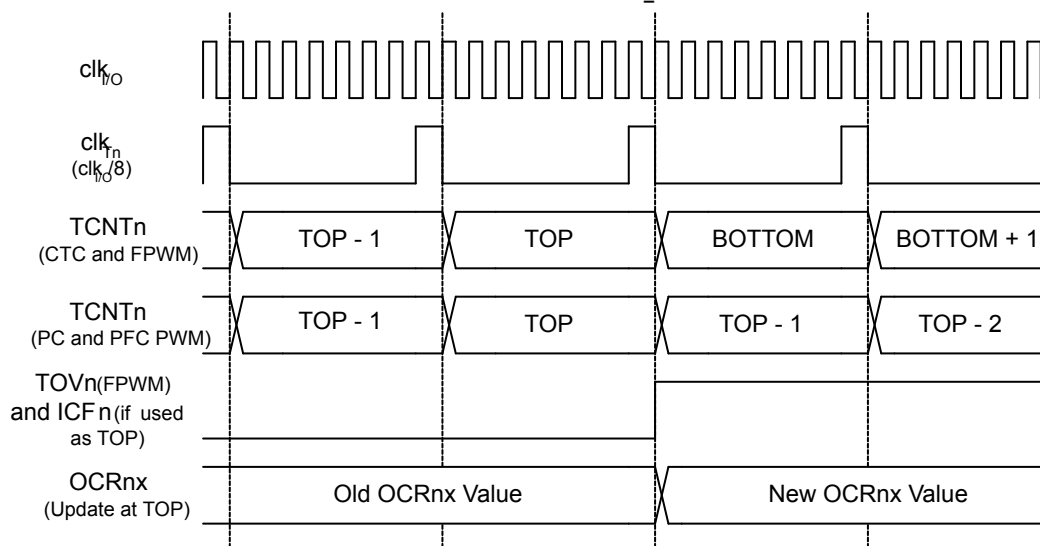 clkI/O
clkTn
(clkI/O/8)
TCNTn
(CTC and FPWM)
TOP - 1 TOP BOTTOM BOTTOM + 1
TCNTn
(PC and PFC PWM)
TOP - 1 TOP TOP - 1 TOP - 2
TOVn(FPWM)
and ICFn(if used
as TOP)
OCRnx
(Update at TOP)
Old OCRnx Value New OCRnx Value